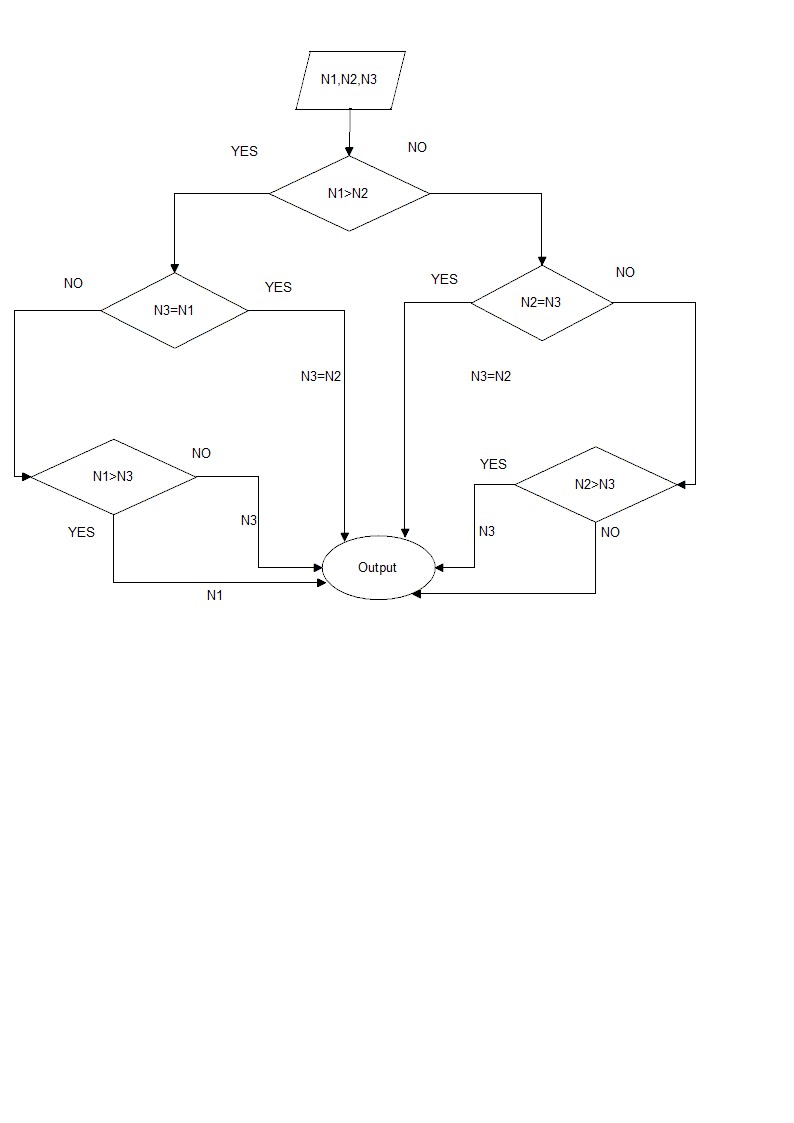 N1,N2,N3
YES
NO
N1>N2
NO
YES
N3=N1
YES
NO
N2=N3
N3=N2
N3=N2
NO
N1>N3
YES
N2>N3
YES
N3
N3
NO
Output
N1